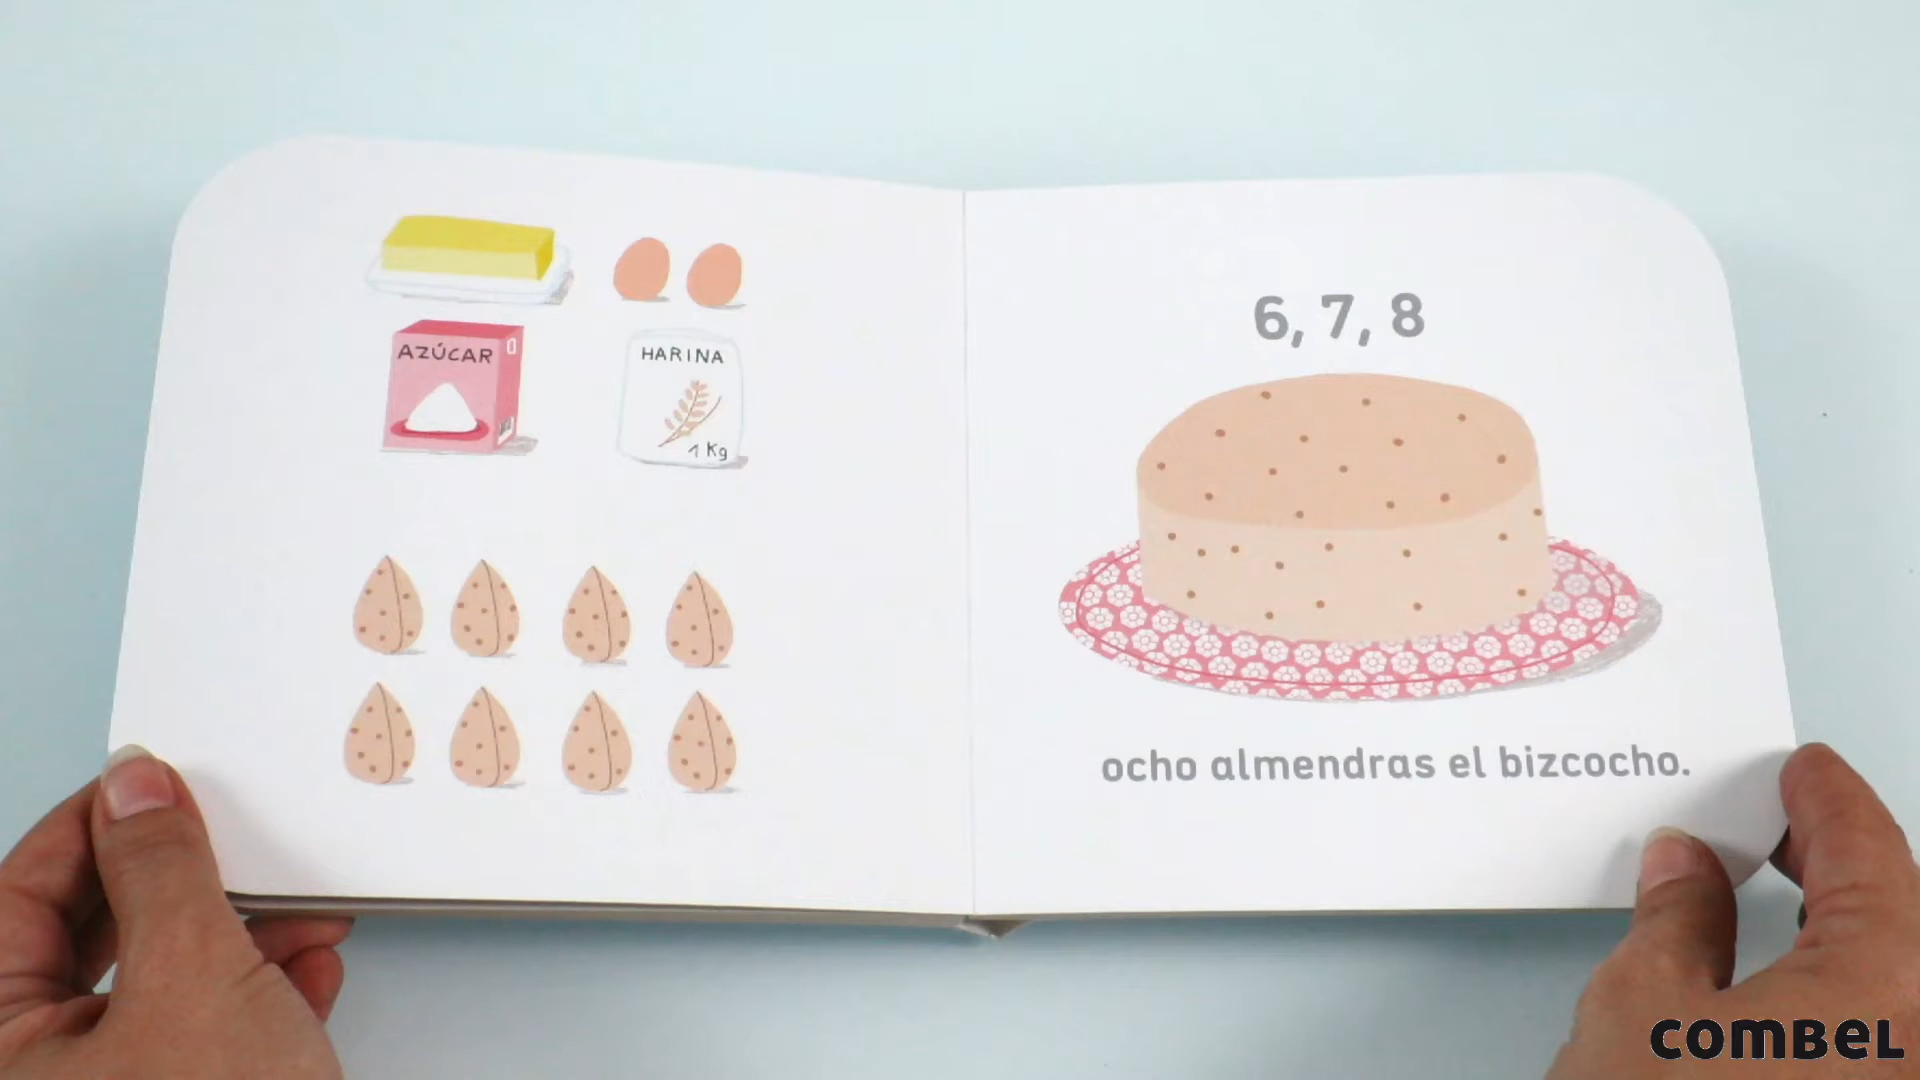 AZÚCAR
HARINA
1 Kg
6, 7, 8
ocho almendras el bizcocho.
COMBEL